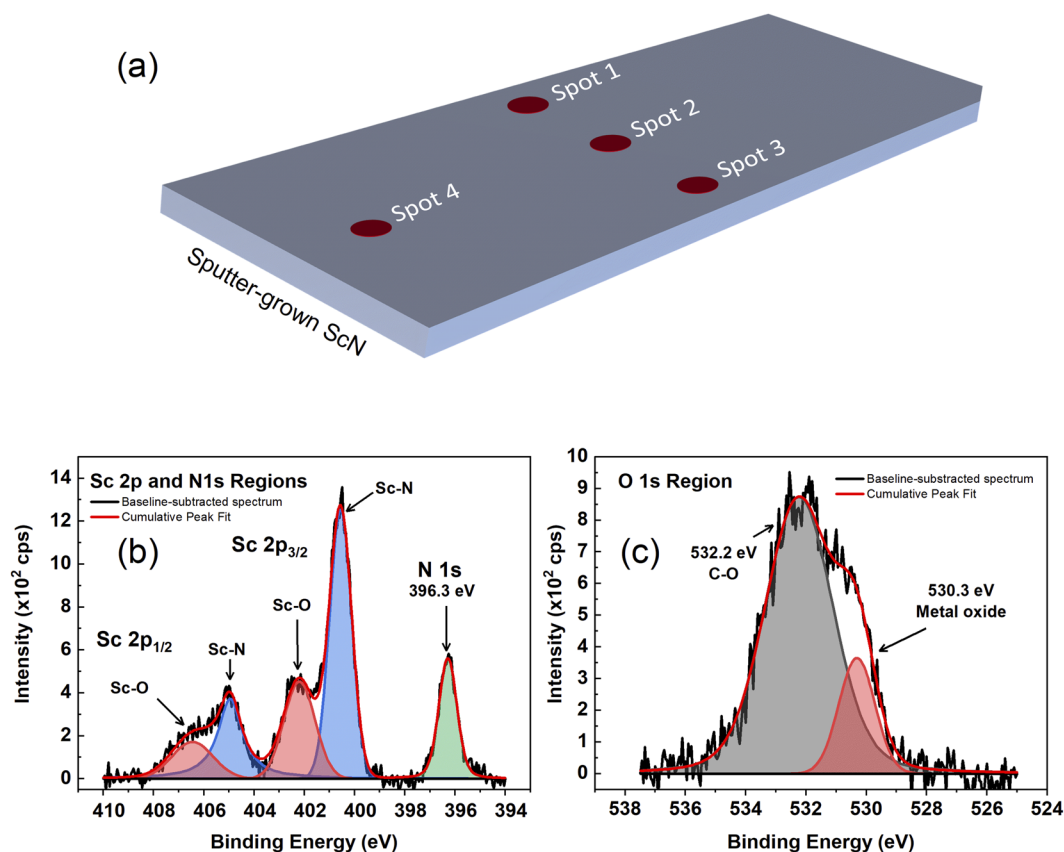 (a)
Spot 1
Spot 2
Spot 3
Spot 4
Sputter-grown ScN
Sc 2p and N1s Regions
Baseline-subtracted spectrum
Cumulative Peak Fit
(b)
Sc 2p3/2
Sc-N
N 1s
396.3 eV
Sc-O
Sc 2p1/2
Sc-N
Sc-O
14
12
10
8
6
4
2
0
Intensity (x10² cps)
410 408 406 404 402 400 398 396 394
Binding Energy (eV)
O 1s Region
Baseline-subtracted spectrum
Cumulative Peak Fit
(c)
532.2 eV
C-O
530.3 eV
Metal oxide
10
9
8
7
6
5
4
3
2
1
0
Intensity (x10² cps)
538 536 534 532 530 528 526 524
Binding Energy (eV)